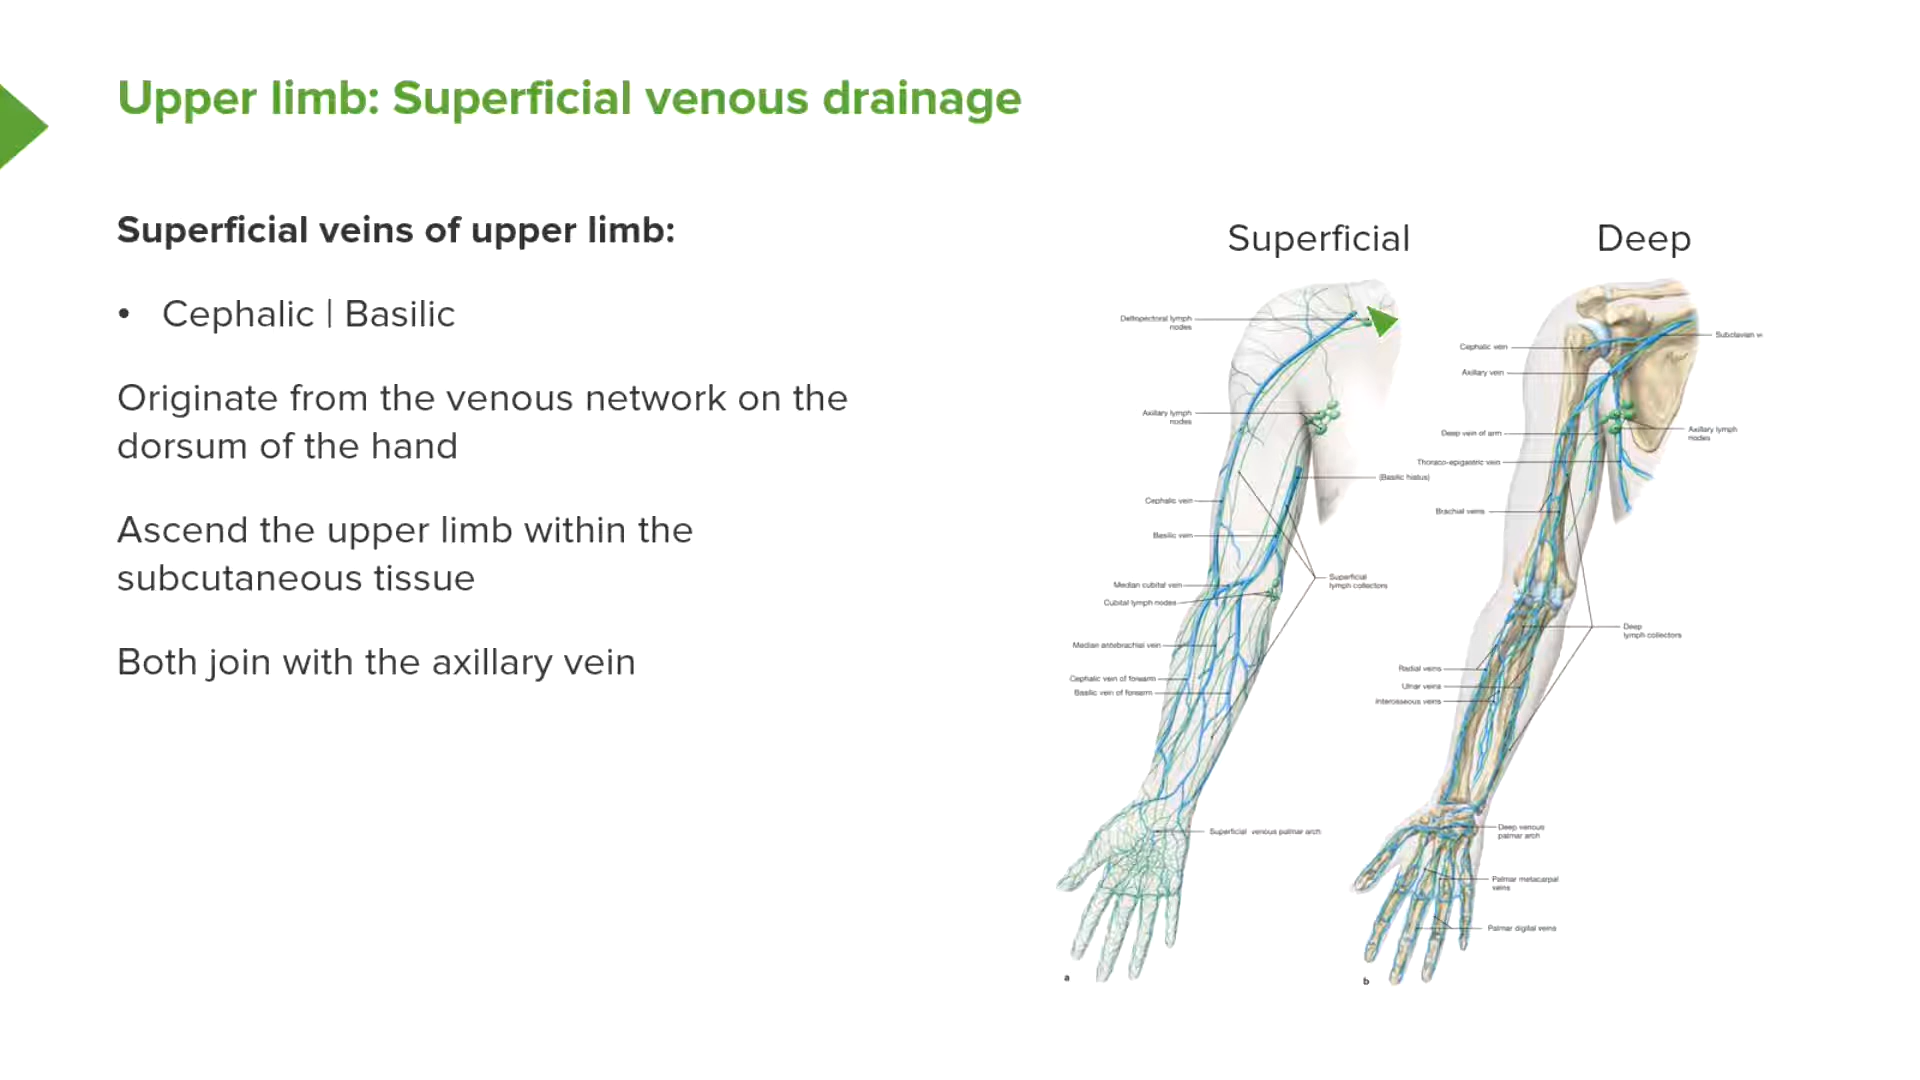 Upper limb: Superficial venous drainage
Superficial veins of upper limb:
• Cephalic | Basilic
Originate from the venous network on the
dorsum of the hand
Ascend the upper limb within the
subcutaneous tissue
Both join with the axillary vein
Superficial
Deltopectoral lymph
nodes
Axillary lymph
nodes
(Basilic hiatus)
Cephalic vein
Basilic vein
Superficial
lymph collectors
Median cubital vein
Cubital lymph nodes
Median antebrachial vein
Cephalic vein of forearm
Basilic vein of forearm
Superficial venous palmar arch
a
Deep
Subclavian v
Cephalic vein
Axillary vein
Deep vein of arm
Axillary lymph
nodes
Thoraco-epigastric vein
Brachial veins
Deep
lymph collectors
Radial veins
Ulnar veins
Interosseous veins
Deep venous
palmar arch
Palmar metacarpal
veins
Palmar digital veins
b